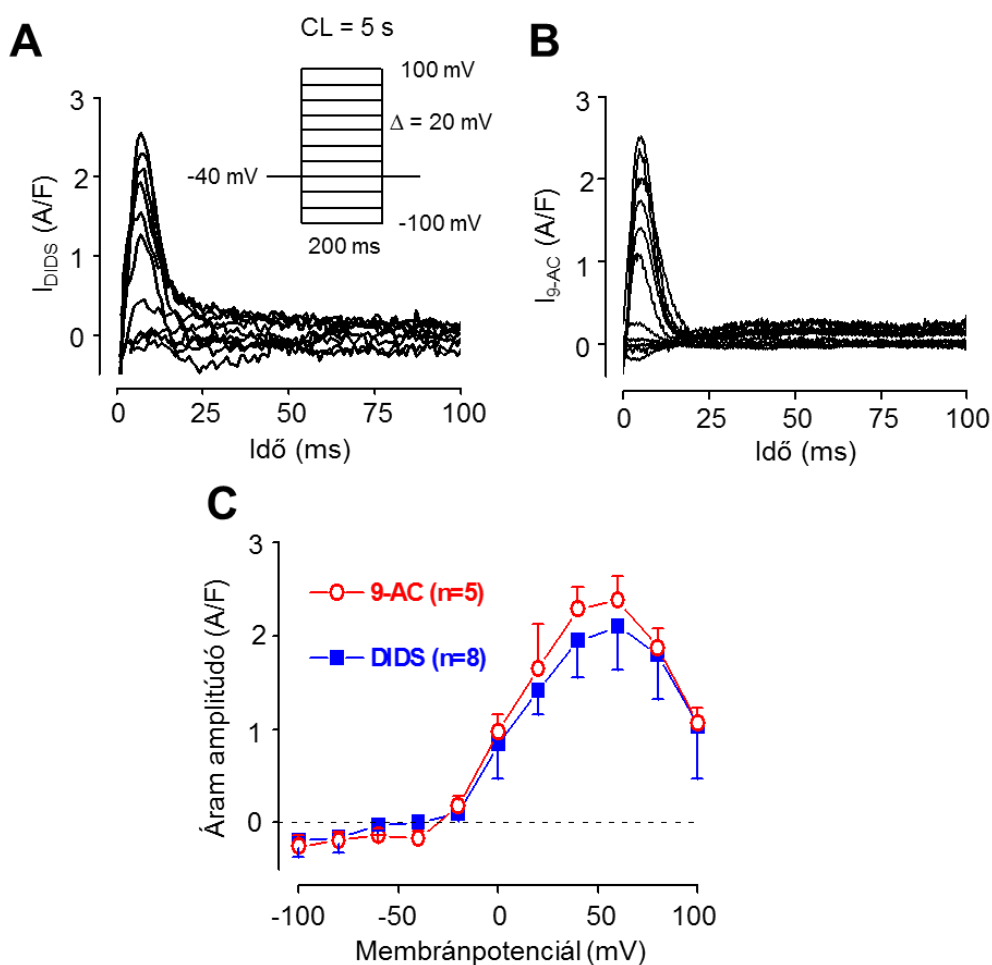 A
CL = 5 s
100 mV
Δ = 20 mV
-40 mV
-100 mV
200 ms
3
2
1
0
I_DIDS (A/F)
0 25 50 75 100
Idő (ms)
B
3
2
1
0
I_9-AC (A/F)
0 25 50 75 100
Idő (ms)
C
3
2
1
0
Áram amplitúdó (A/F)
9-AC (n=5)
DIDS (n=8)
-100 -50 0 50 100
Membránpotenciál (mV)